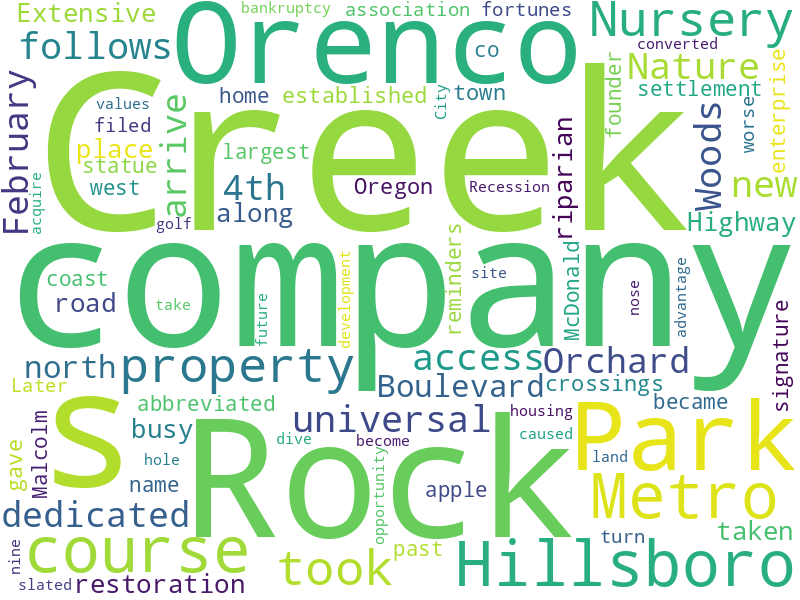 Extensive
bankruptcy
association
fortunes
Nursery
Orenco
follows
co
converted
Nature
settlement
founder
enterprise
February
values
filed
place
statue
west
acquire
arrive
home
established
City
town
largest
4th
along
golf
Creek
Oregon
Recession
riparian
Woods
worse
new
Highway
company
coast
road
take
future
development
reminders
site
McDonald
nose
advantage
north
property
access
Orchard
Boulevard
crossings
signature
Later
abbreviated
universal
housing
became
s
Rock
Park
gave
Malcolm
busy
hole
name
dive
become
caused
opportunity
apple
land
Metro
dedicated
course
took
past
turn
taken
Hillsboro
nine
slated
restoration